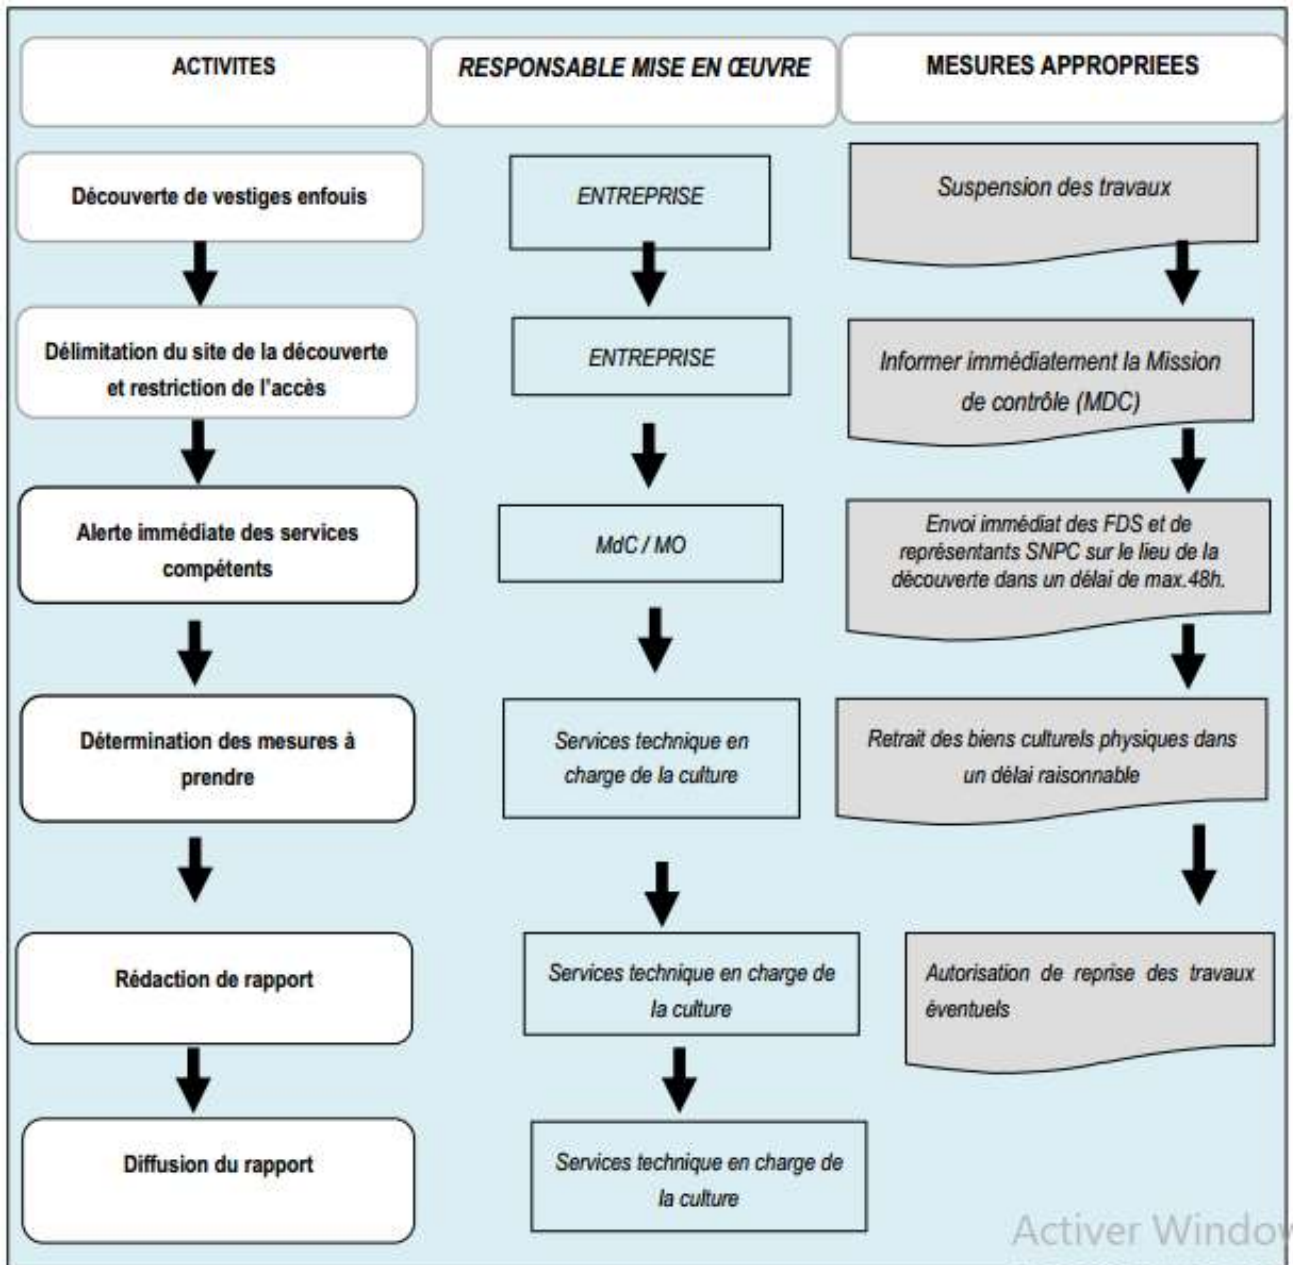 ACTIVITES
RESPONSABLE MISE EN ŒUVRE
MESURES APPROPRIEES
Découverte de vestiges enfouis
ENTREPRISE
Suspension des travaux
Délimitation du site de la découverte
et restriction de l'accès
ENTREPRISE
Informer immédiatement la Mission
de contrôle (MDC)
Alerte immédiate des services
compétents
MdC / MO
Envoi immédiat des FDS et de
représentants SNPC sur le lieu de la
découverte dans un délai de max.48h.
Détermination des mesures à
prendre
Services technique en
charge de la culture
Retrait des biens culturels physiques dans
un délai raisonnable
Rédaction de rapport
Services technique en charge de
la culture
Autorisation de reprise des travaux
éventuels
Diffusion du rapport
Services technique en charge de
la culture
Activer Window